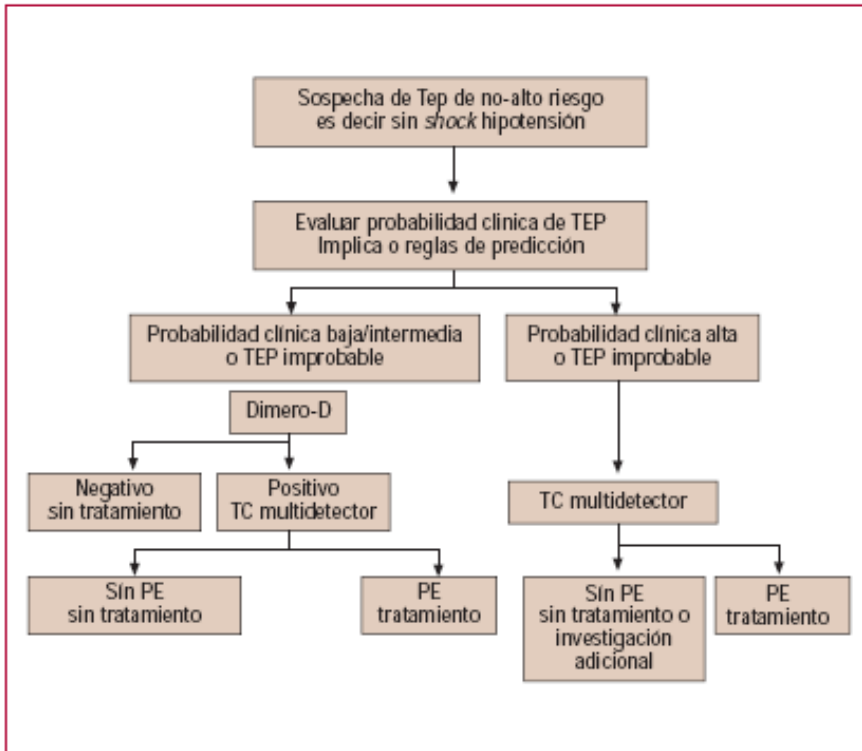 Sospecha de Tep de no-alto riesgo
es decir sin shock hipotensión
Evaluar probabilidad clinica de TEP
Implica o reglas de predicción
Probabilidad clínica baja/intermedia
o TEP improbable
Probabilidad clínica alta
o TEP improbable
Dimero-D
Negativo
sin tratamiento
Positivo
TC multidetector
TC multidetector
Sín PE
sin tratamiento
PE
tratamiento
Sin PE
sin tratamiento o
investigación
adicional
PE
tratamiento